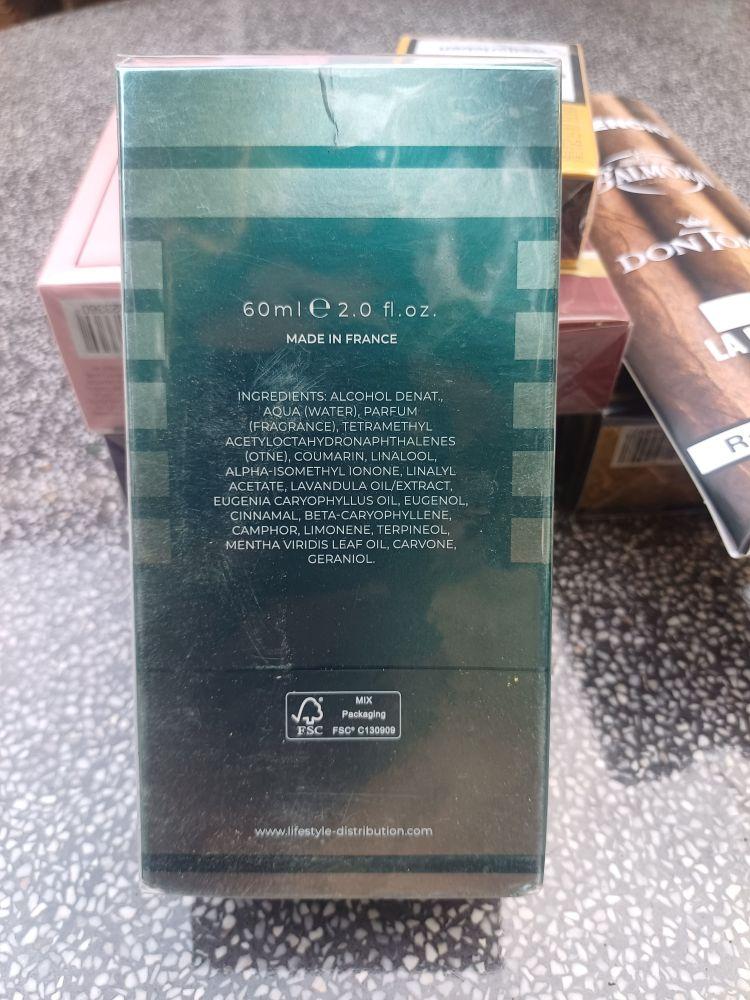 60ml ℮ 2.0 fl.oz.
MADE IN FRANCE
INGREDIENTS: ALCOHOL DENAT.,
AQUA (WATER), PARFUM
(FRAGRANCE), TETRAMETHYL
ACETYLOCTAHYDRONAPHTHALENES
(OTNE), COUMARIN, LINALOOL,
ALPHA-ISOMETHYL IONONE, LINALYL
ACETATE, LAVANDULA OIL/EXTRACT,
EUGENIA CARYOPHYLLUS OIL, EUGENOL,
CINNAMAL, BETA-CARYOPHYLLENE,
CAMPHOR, LIMONENE, TERPINEOL,
MENTHA VIRIDIS LEAF OIL, CARVONE,
GERANIOL.
FSC
MIX
Packaging
FSC® C130909
www.lifestyle-distribution.com
BALMORAL
DON
LA